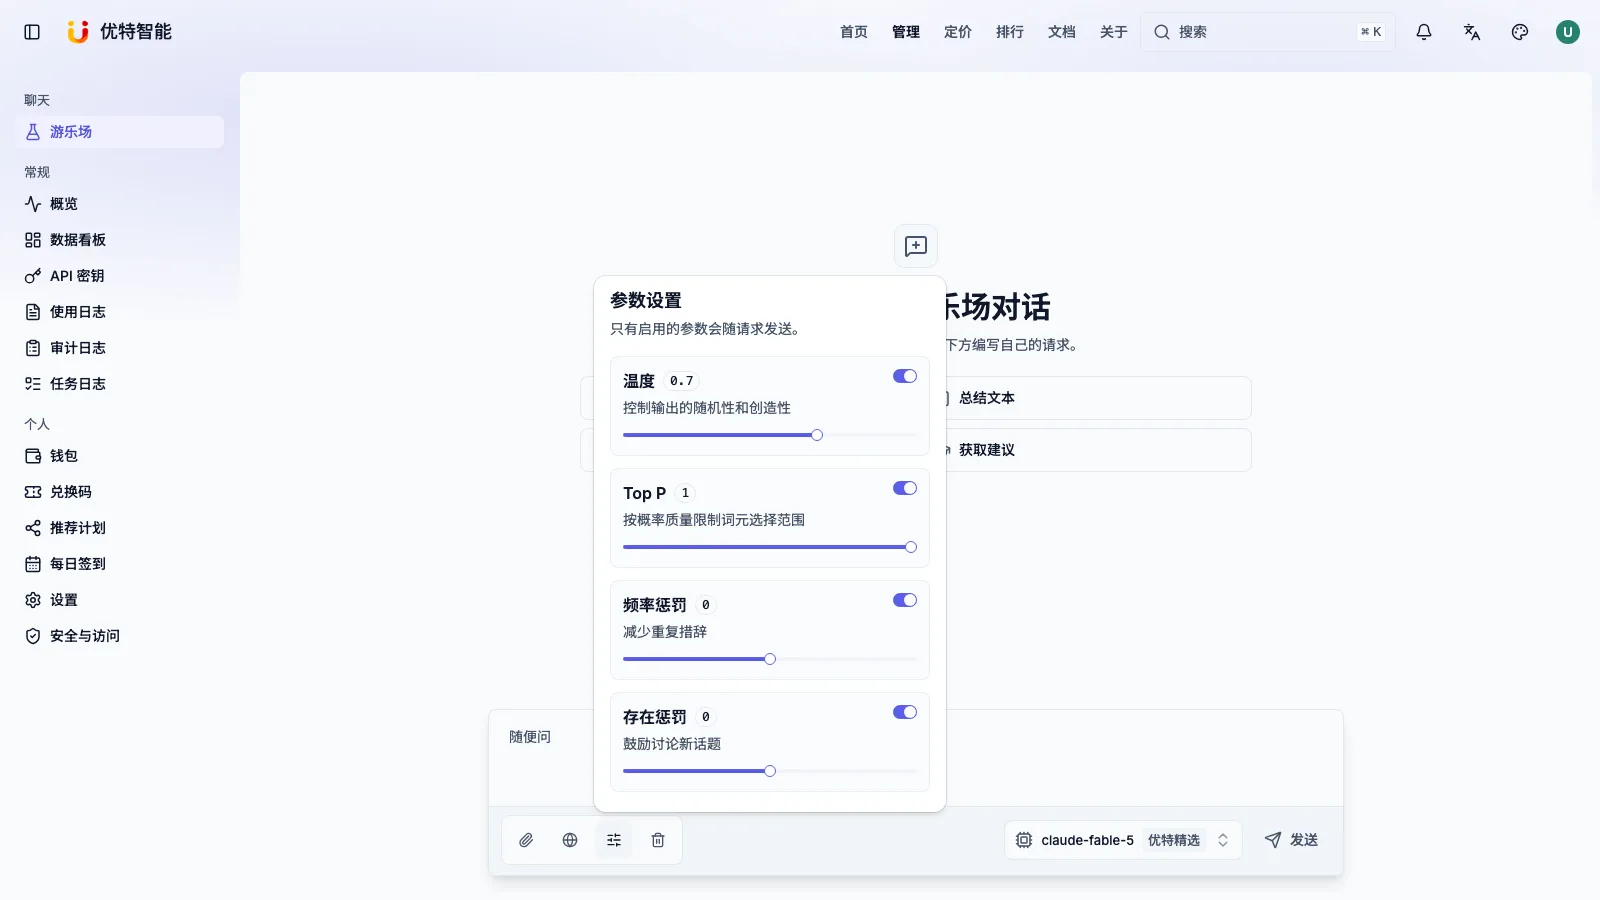 优特智能
首页 管理 定价 排行 文档 关于 搜索 ⌘ K U
聊天
游乐场
常规
概览
数据看板
API 密钥
使用日志
审计日志
任务日志
个人
钱包
兑换码
推荐计划
每日签到
设置
安全与访问
乐场对话
下方编写自己的请求。
总结文本
获取建议
参数设置
只有启用的参数会随请求发送。
温度 0.7
控制输出的随机性和创造性
Top P 1
按概率质量限制词元选择范围
频率惩罚 0
减少重复措辞
存在惩罚 0
鼓励讨论新话题
随便问
claude-fable-5 优特精选 发送